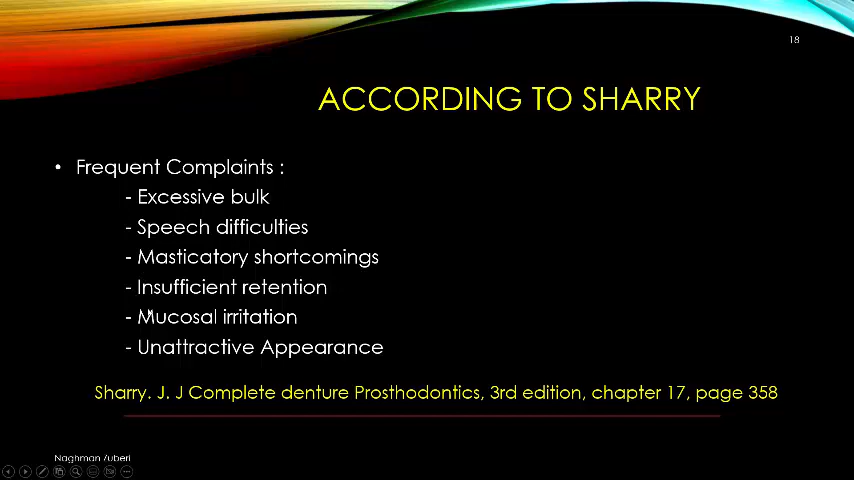 18
ACCORDING TO SHARRY
• Frequent Complaints :
- Excessive bulk
- Speech difficulties
- Masticatory shortcomings
- Insufficient retention
- Mucosal irritation
- Unattractive Appearance
Sharry. J. J Complete denture Prosthodontics, 3rd edition, chapter 17, page 358
Naghman Zuberi